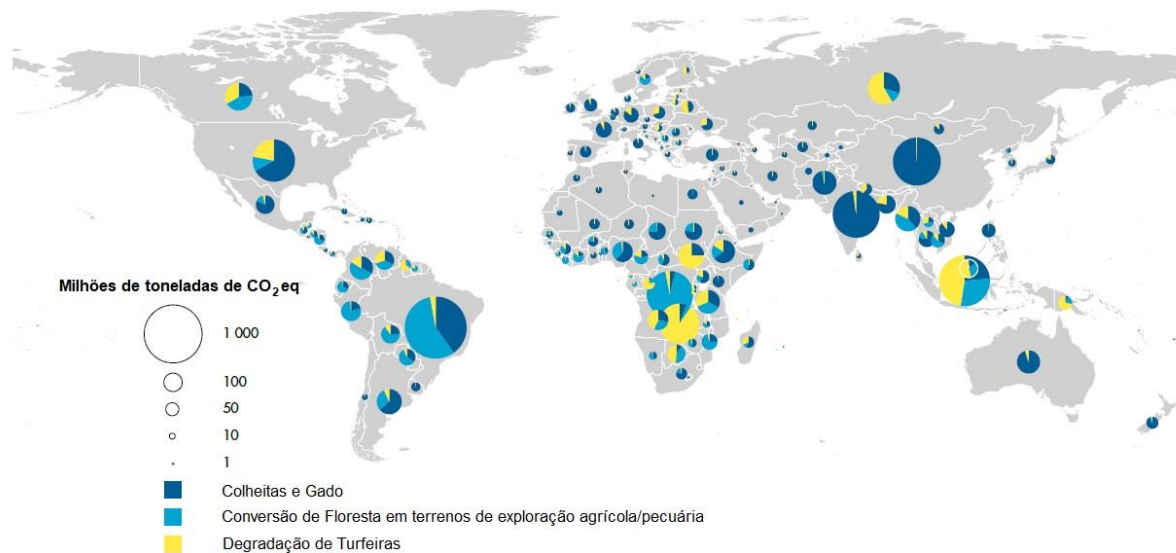 Milhões de toneladas de CO₂eq
1 000
100
50
10
1
Colheitas e Gado
Conversão de Floresta em terrenos de exploração agrícola/pecuária
Degradação de Turfeiras